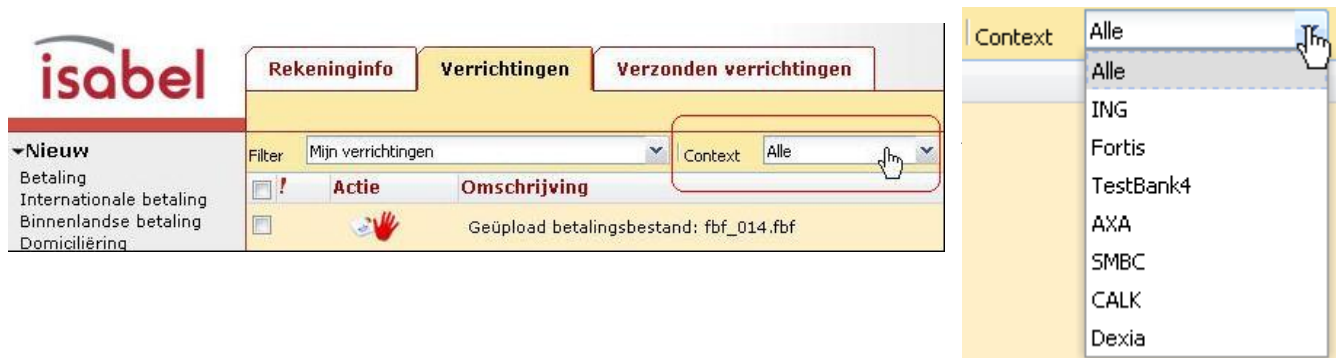 isabel
Rekeninginfo
Verrichtingen
Verzonden verrichtingen
Filter
Mijn verrichtingen
Context
Alle
Nieuw
Betaling
Internationale betaling
Binnenlandse betaling
Domiciliëring
! Actie Omschrijving
Geüpload betalingsbestand: fbf_014.fbf
Context
Alle
Alle
ING
Fortis
TestBank4
AXA
SMBC
CALK
Dexia